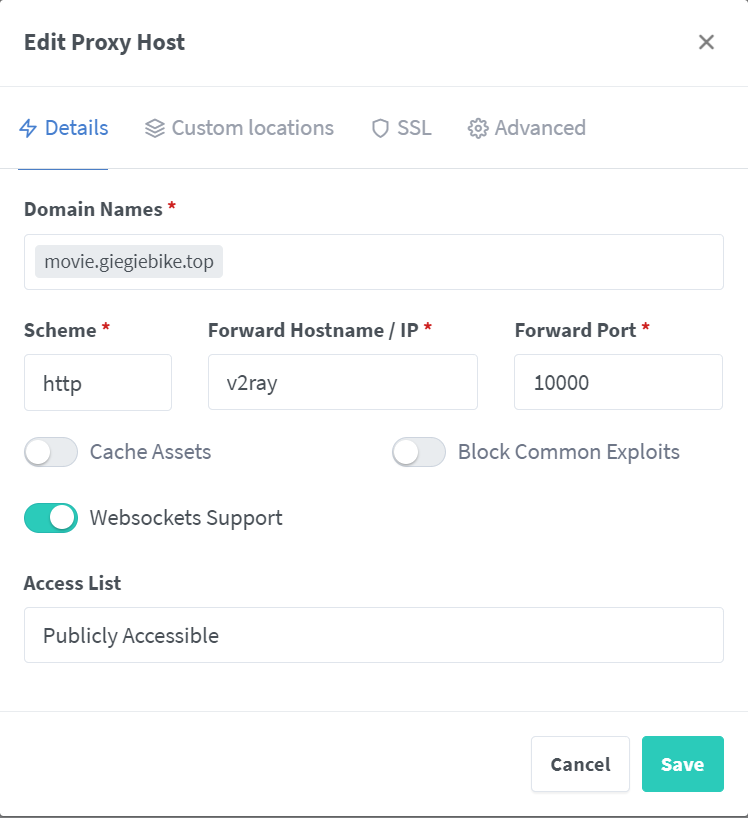 Edit Proxy Host
Details Custom locations SSL Advanced
Domain Names *
movie.giegiebike.top
Scheme * Forward Hostname / IP * Forward Port *
http v2ray 10000
Cache Assets Block Common Exploits
Websockets Support
Access List
Publicly Accessible
Cancel Save